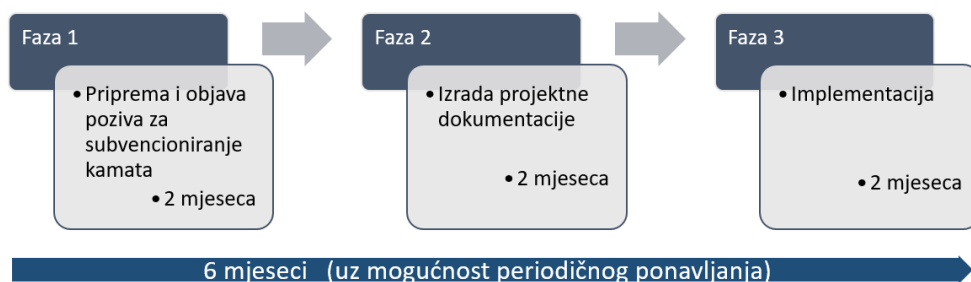 Faza 1
• Priprema i objava
poziva za
subvencioniranje
kamata
• 2 mjeseca
Faza 2
• Izrada projektne
dokumentacije
• 2 mjeseca
Faza 3
• Implementacija
• 2 mjeseca
6 mjeseci (uz mogućnost periodičnog ponavljanja)